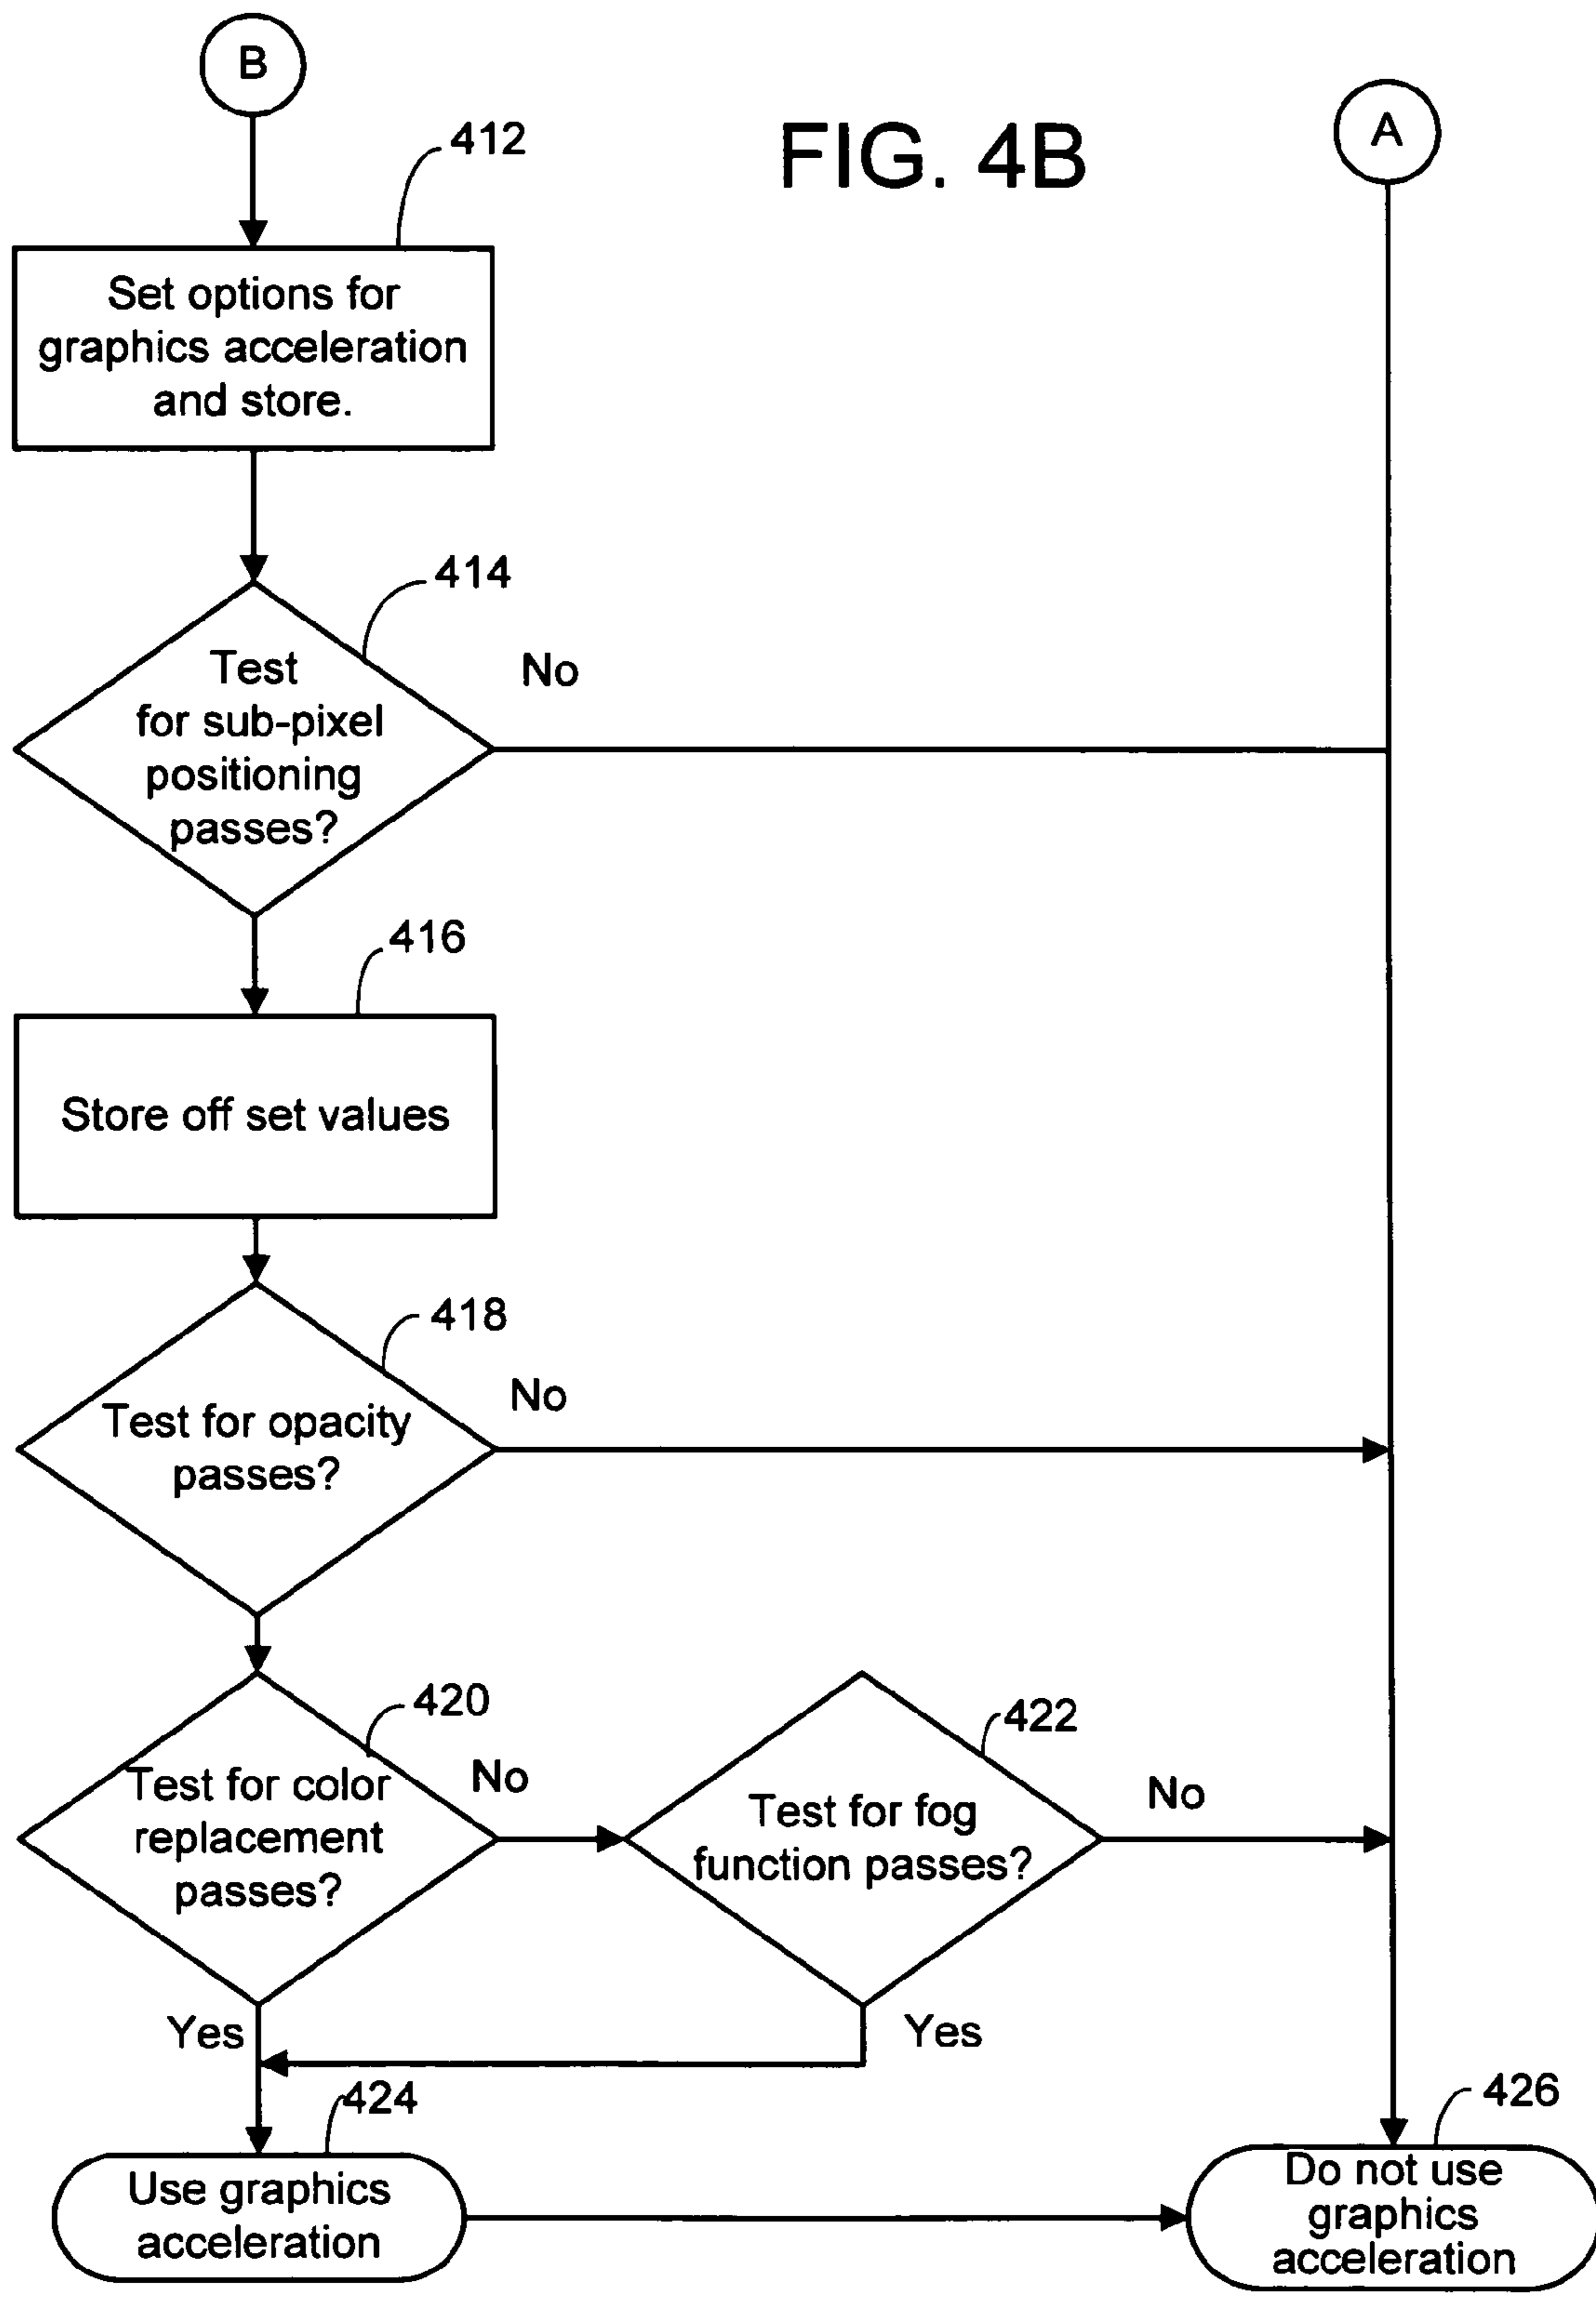 B
FIG. 4B
A
412
Set options for
graphics acceleration
and store.
414
Test
for sub-pixel
positioning
passes?
No
416
Store off set values
418
Test for opacity
passes?
No
420
Test for color
replacement
passes?
No
422
Test for fog
function passes?
No
Yes
Yes
424
Use graphics
acceleration
426
Do not use
graphics
acceleration